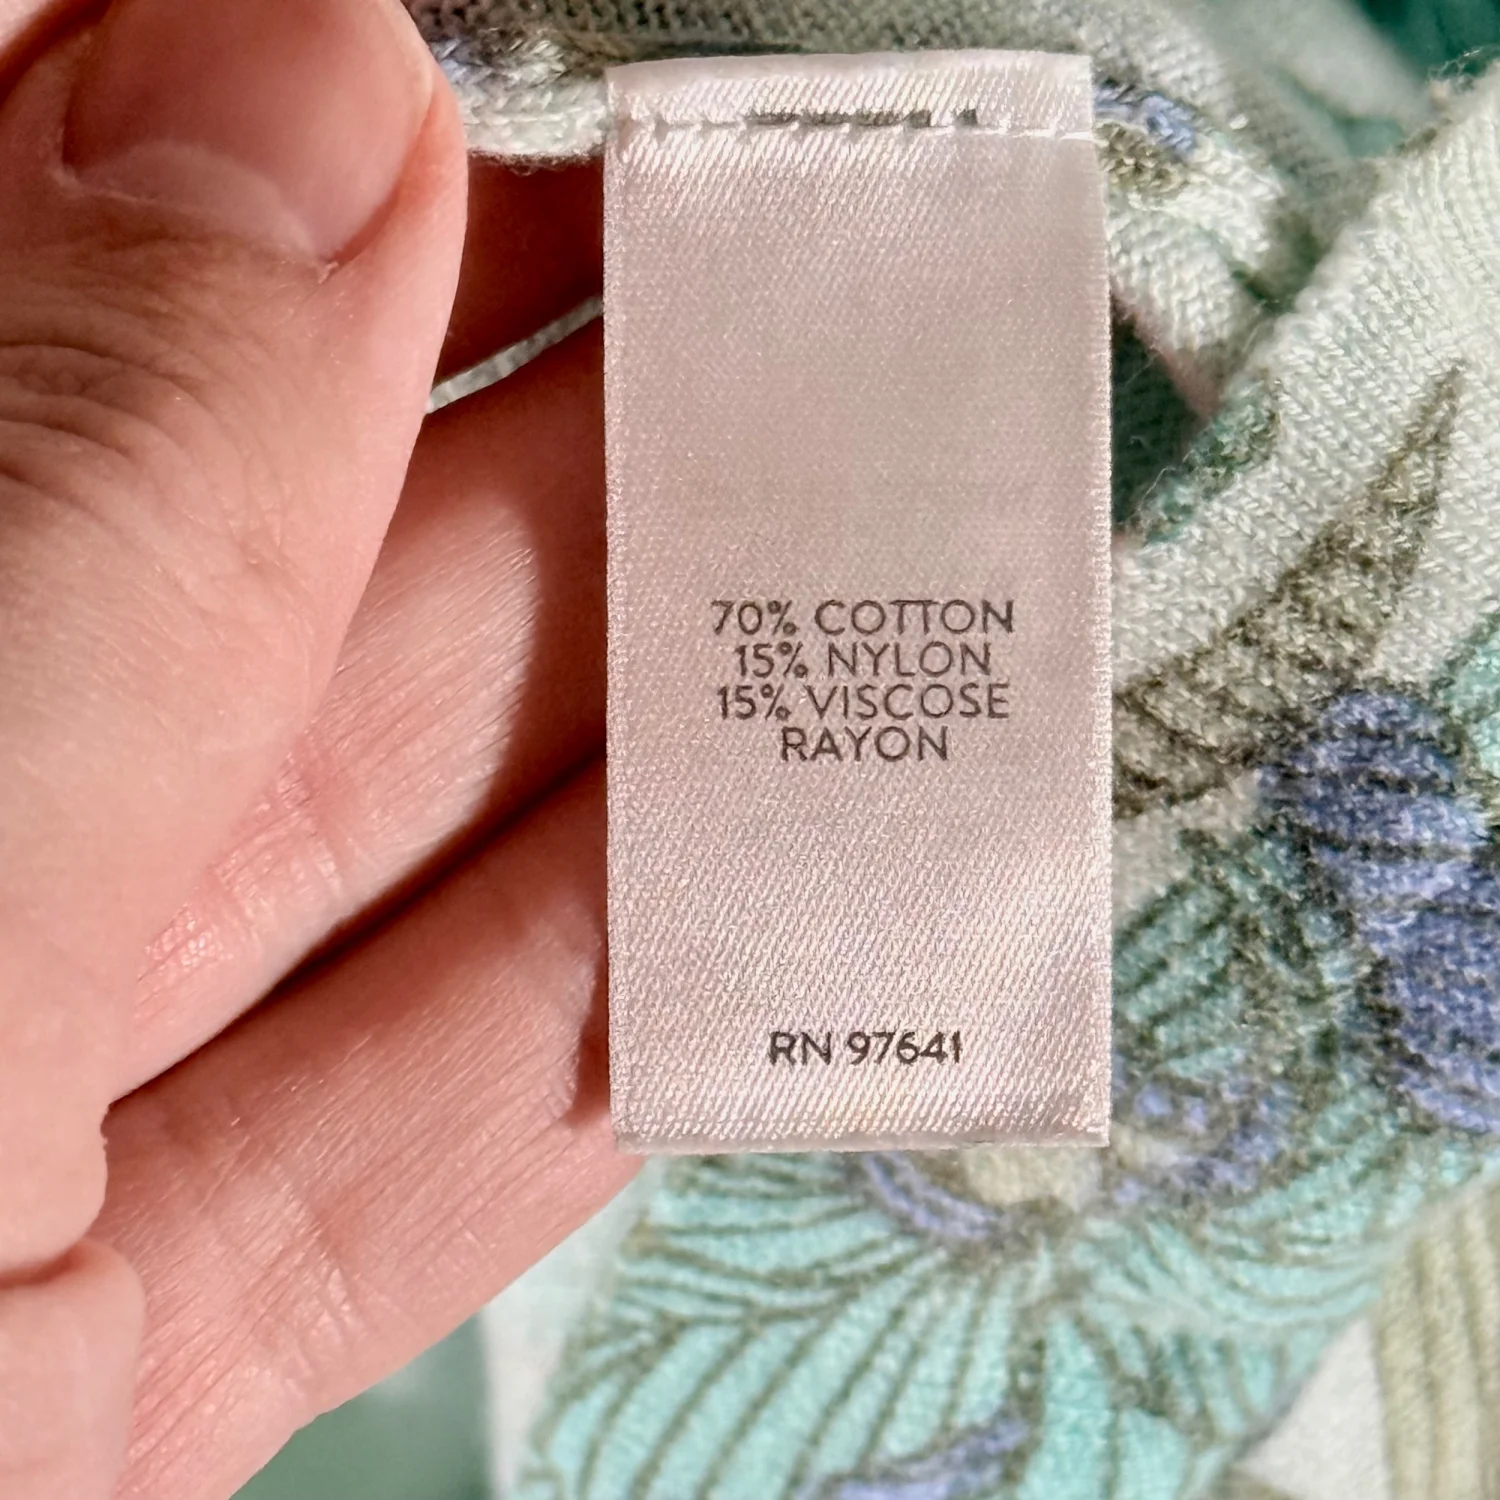 70% COTTON
15% NYLON
15% VISCOSE
RAYON
RN 97641